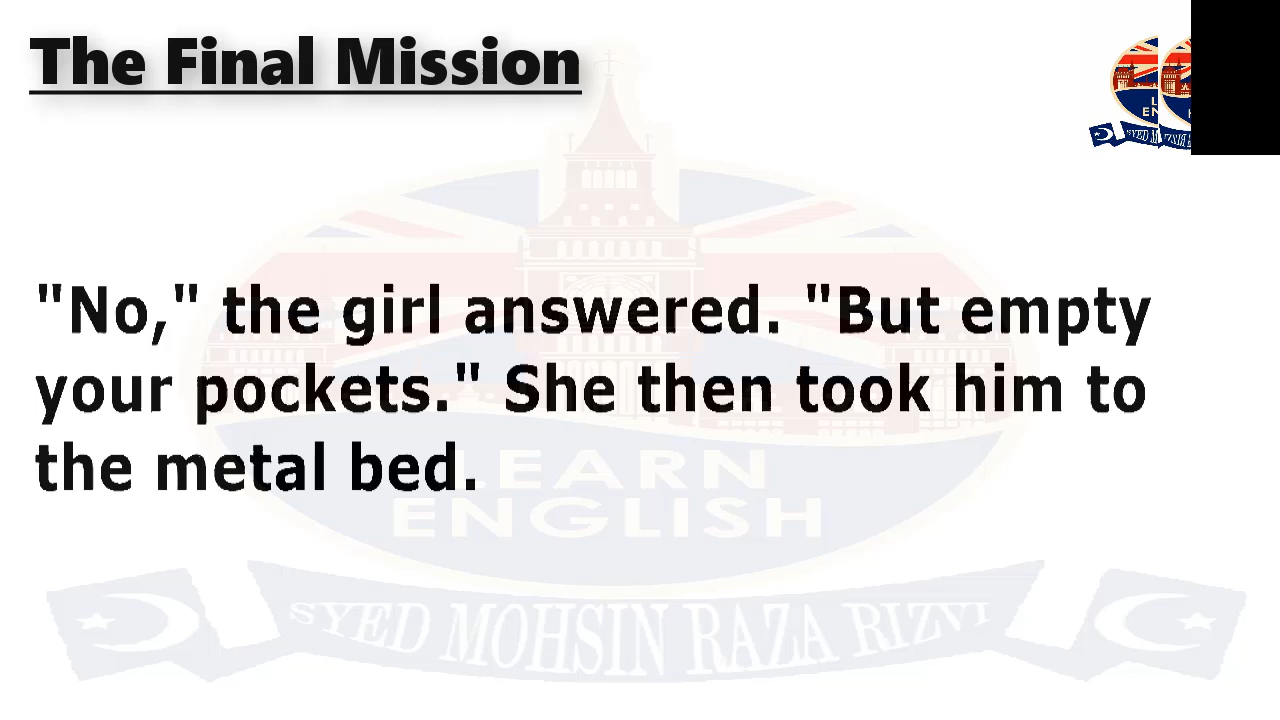 The Final Mission
"No," the girl answered. "But empty
your pockets." She then took him to
the metal bed.
LEARN
ENGLISH
SYED MOHSIN RAZA RIZVI